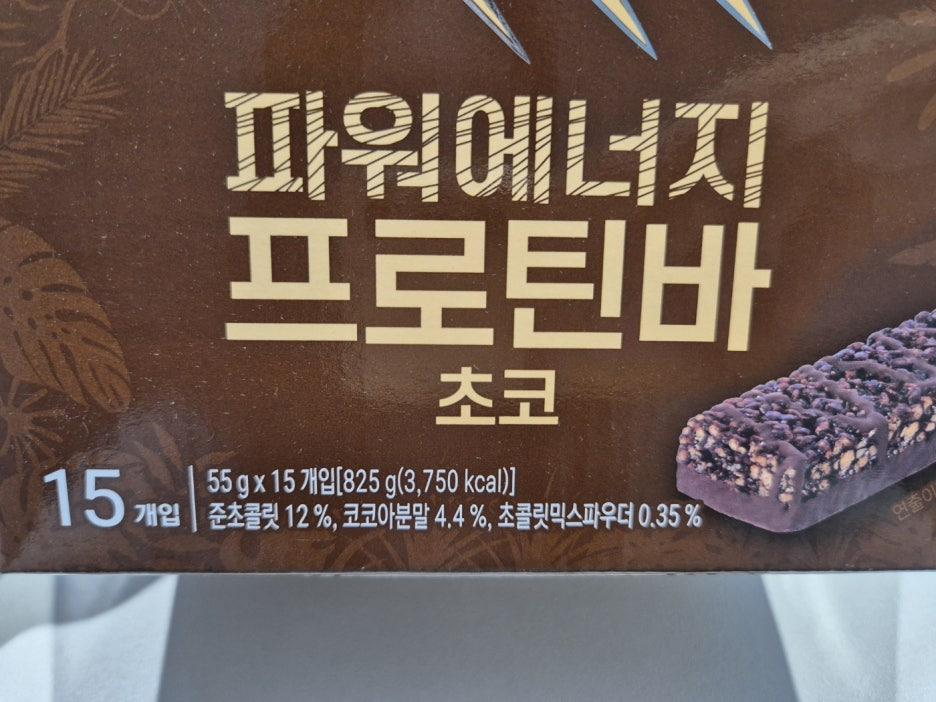 파워에너지
프로틴바
초코
15 개입
55 g x 15 개입[825 g(3,750 kcal)]
준초콜릿 12 %, 코코아분말 4.4 %, 초콜릿믹스파우더 0.35 %